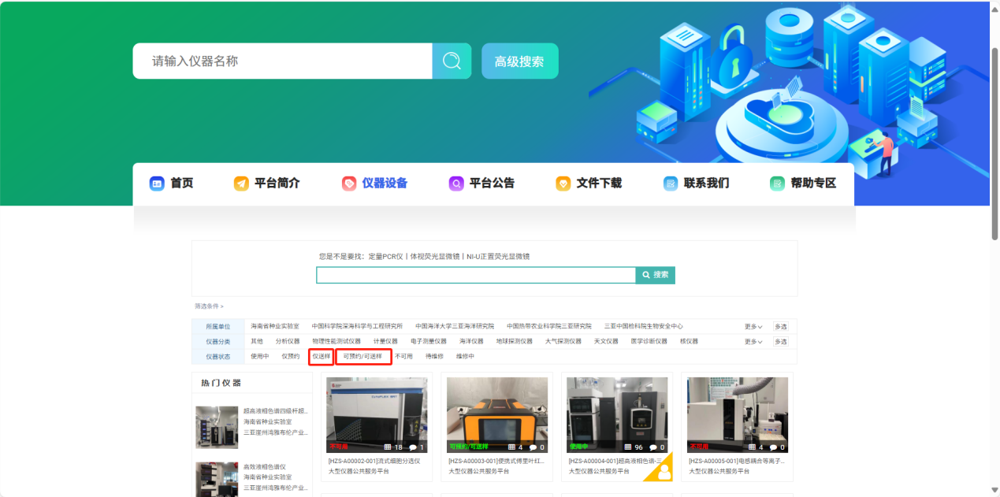 请输入仪器名称
高级搜索
首页 平台简介 仪器设备 平台公告 文件下载 联系我们 帮助专区
您是不是要找：定量PCR仪 | 体视荧光显微镜 | NI-U正置荧光显微镜
搜索
筛选条件 >
所属单位 海南省种业实验室 中国科学院深海科学与工程研究所 中国海洋大学三亚海洋研究院 中国热带农业科学院三亚研究院 三亚中国检科院生物安全中心 更多 多选
仪器分类 其他 分析仪器 物理性能测试仪器 计量仪器 电子测量仪器 海洋仪器 地球探测仪器 大气探测仪器 天文仪器 医学诊断仪器 核仪器 更多 多选
仪器状态 使用中 仅预约 仅送样 可预约/可送样 不可用 待维修 维修中
热门仪器
超高液相色谱四级杆超...
海南省种业实验室
三亚崖州湾雅布伦产业...
高效液相色谱仪
海南省种业实验室
三亚崖州湾雅布伦产业...
不可用 18 1
[HZS-A00002-001]流式细胞分选仪
大型仪器公共服务平台
可预约/可送样 4 0
[HZS-A00003-001]便携式傅里叶红...
大型仪器公共服务平台
使用中 96 0
[HZS-A00004-001]超高液相色谱-三
大型仪器公共服务平台
不可用 4 0
[HZS-A00005-001]电感耦合等离子...
大型仪器公共服务平台